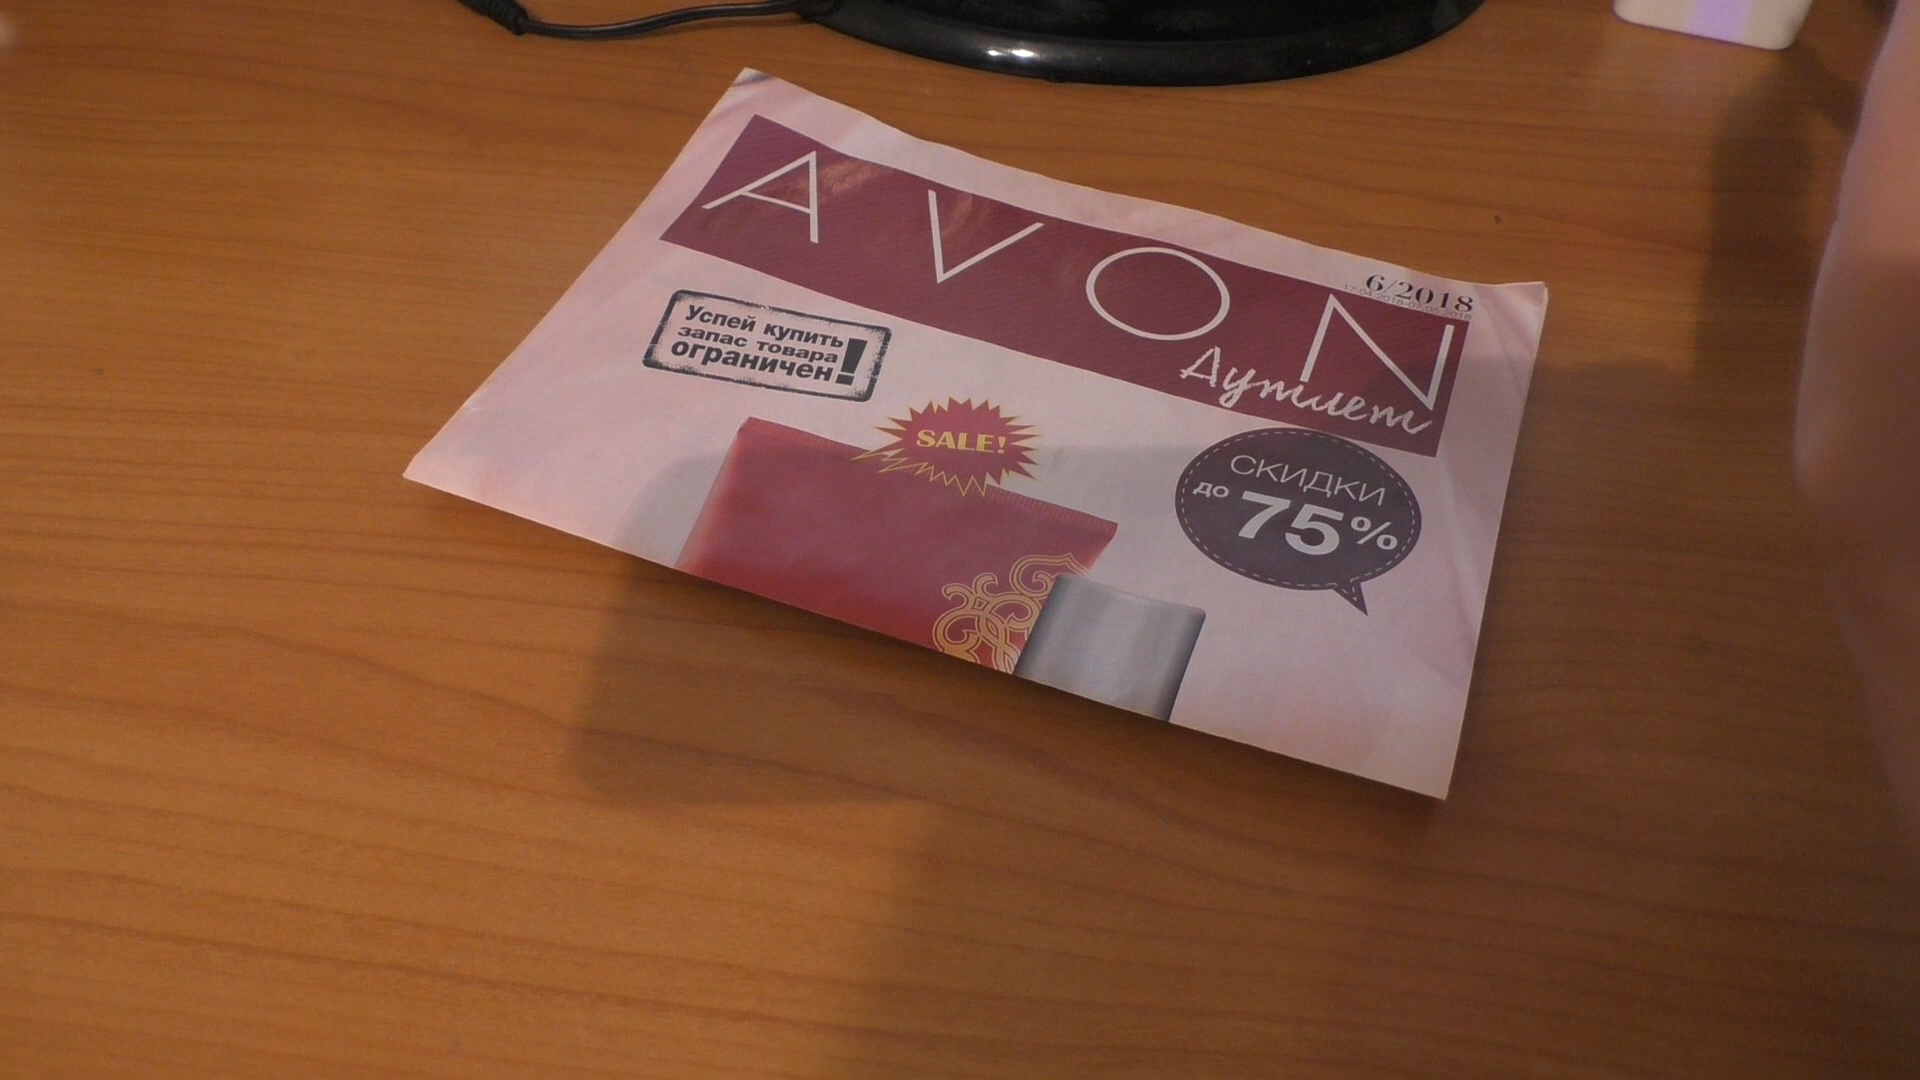 AVON
6/2018
Аутлет
Успей купить
запас товара
ограничен!
SALE!
СКИДКИ
до 75%